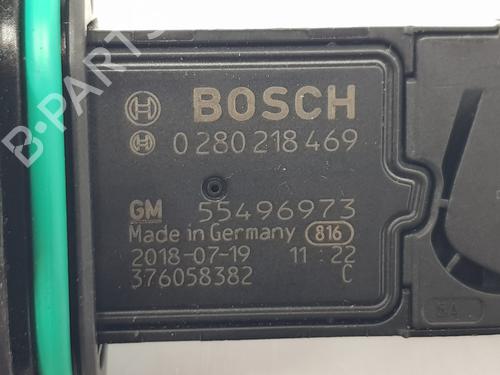 BOSCH
0 280 218 469
GM 55496973
Made in Germany 816
2018-07-19 11:22
376058382 C
B-PARTS